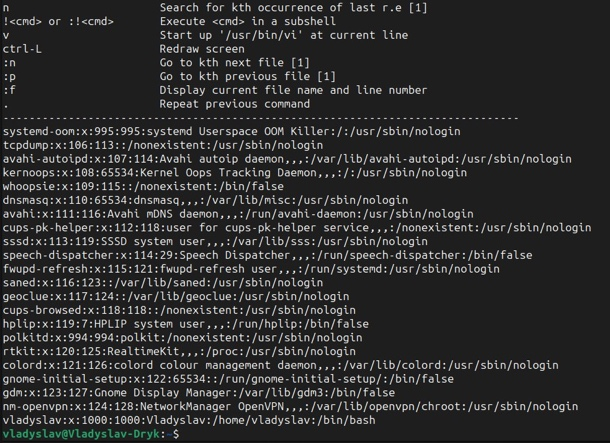 n                       Search for kth occurrence of last r.e [1]
!<cmd> or :!<cmd>       Execute <cmd> in a subshell
v                       Start up '/usr/bin/vi' at current line
ctrl-L                  Redraw screen
:n                      Go to kth next file [1]
:p                      Go to kth previous file [1]
:f                      Display current file name and line number
.                       Repeat previous command
-------------------------------------------------------------------------------
systemd-oom:x:995:995:systemd Userspace OOM Killer:/:/usr/sbin/nologin
tcpdump:x:106:113::/nonexistent:/usr/sbin/nologin
avahi-autoipd:x:107:114:Avahi autoip daemon,,,:/var/lib/avahi-autoipd:/usr/sbin/nologin
kernoops:x:108:65534:Kernel Oops Tracking Daemon,,,:/:/usr/sbin/nologin
whoopsie:x:109:115::/nonexistent:/bin/false
dnsmasq:x:110:65534:dnsmasq,,,:/var/lib/misc:/usr/sbin/nologin
avahi:x:111:116:Avahi mDNS daemon,,,:/run/avahi-daemon:/usr/sbin/nologin
cups-pk-helper:x:112:118:user for cups-pk-helper service,,,:/nonexistent:/usr/sbin/nologin
sssd:x:113:119:SSSD system user,,,:/var/lib/sss:/usr/sbin/nologin
speech-dispatcher:x:114:29:Speech Dispatcher,,,:/run/speech-dispatcher:/bin/false
fwupd-refresh:x:115:121:fwupd-refresh user,,,:/run/systemd:/usr/sbin/nologin
saned:x:116:123::/var/lib/saned:/usr/sbin/nologin
geoclue:x:117:124::/var/lib/geoclue:/usr/sbin/nologin
cups-browsed:x:118:118::/nonexistent:/usr/sbin/nologin
hplip:x:119:7:HPLIP system user,,,:/run/hplip:/bin/false
polkitd:x:994:994:polkit:/nonexistent:/usr/sbin/nologin
rtkit:x:120:125:RealtimeKit,,,:/proc:/usr/sbin/nologin
colord:x:121:126:colord colour management daemon,,,:/var/lib/colord:/usr/sbin/nologin
gnome-initial-setup:x:122:65534::/run/gnome-initial-setup/:/bin/false
gdm:x:123:127:Gnome Display Manager:/var/lib/gdm3:/bin/false
nm-openvpn:x:124:128:NetworkManager OpenVPN,,,:/var/lib/openvpn/chroot:/usr/sbin/nologin
vladyslav:x:1000:1000:Vladyslav:/home/vladyslav:/bin/bash
vladyslav@Vladyslav-Dryk:~$